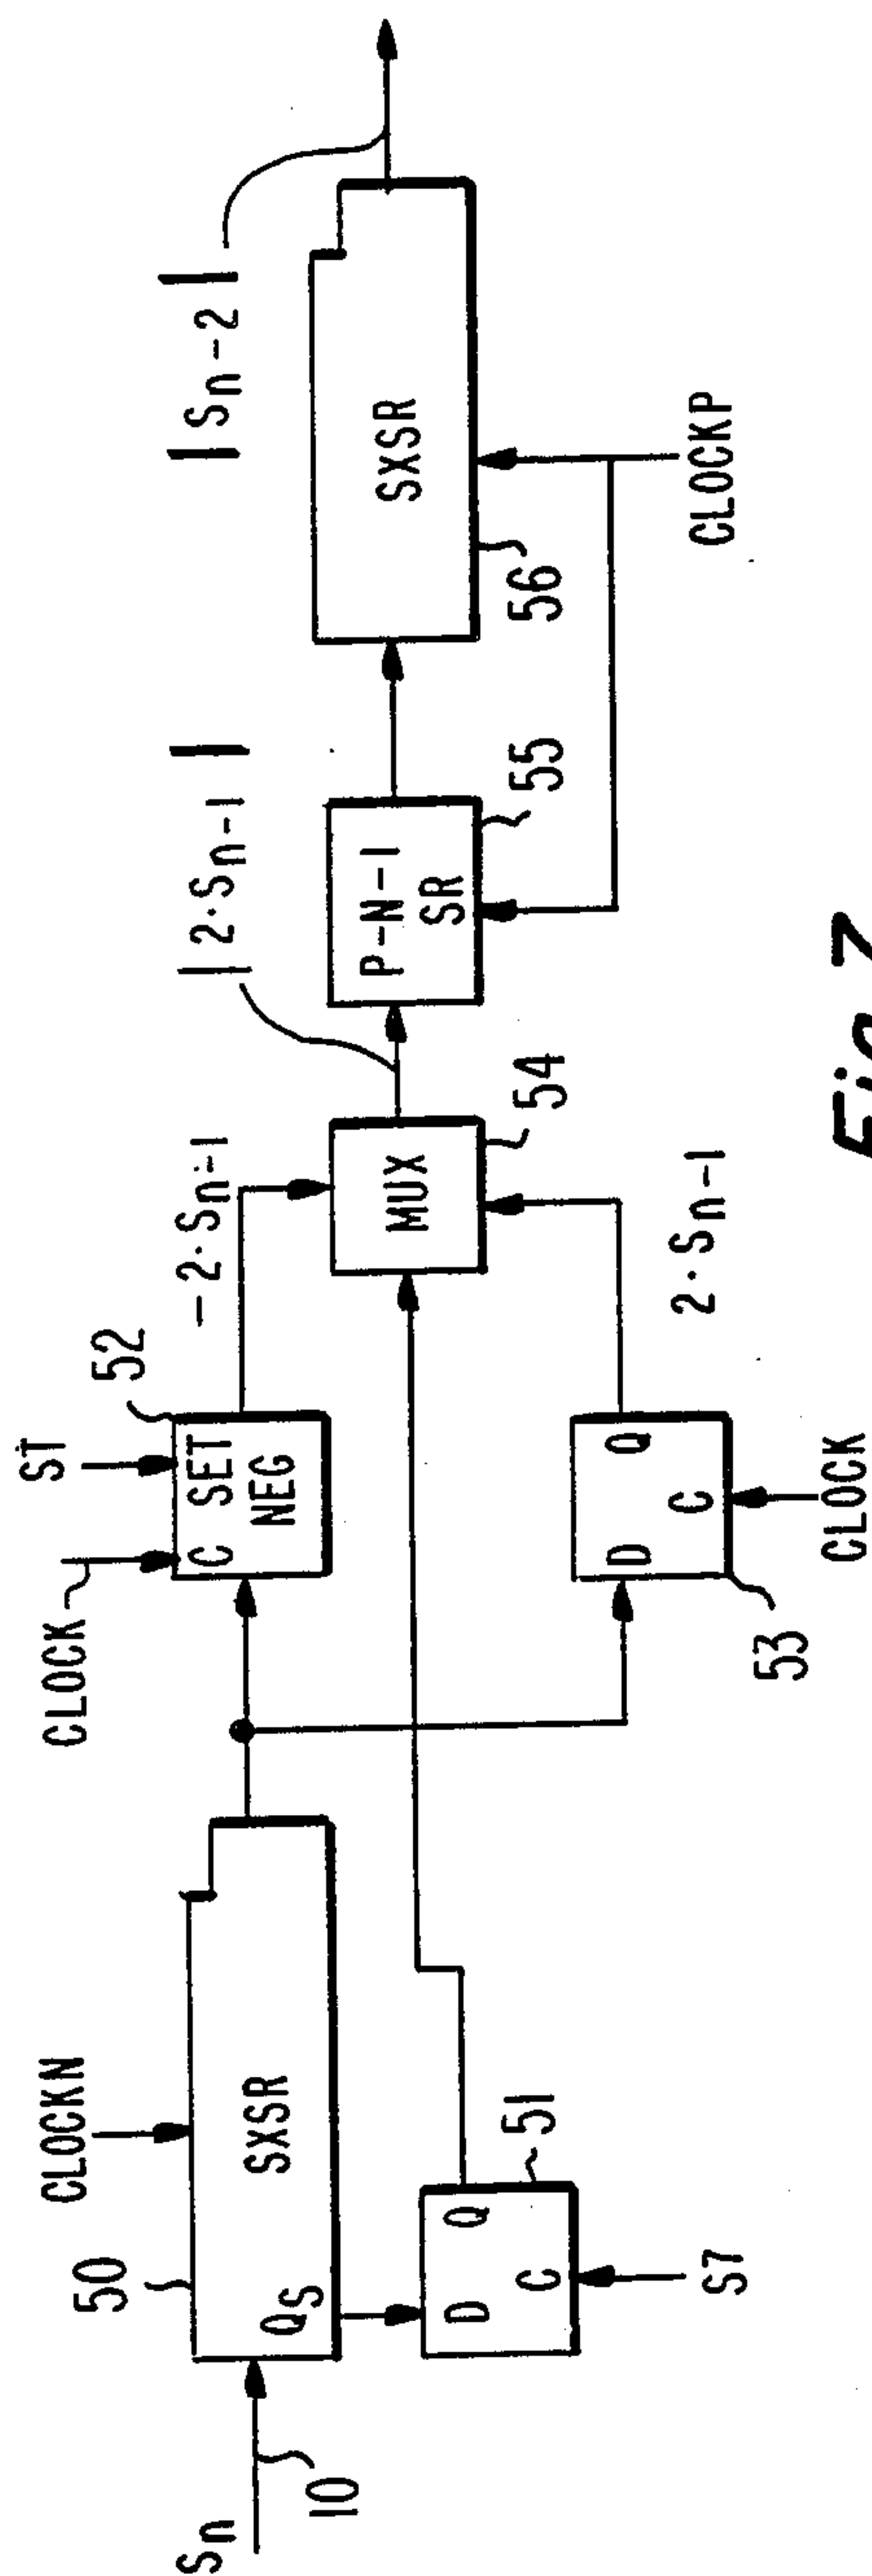 Sn
10
50
CLOCKN
SXSR
QS
D Q
C
51
S7
CLOCK
ST
52
C SET
NEG
-2·Sn-1
D Q
C
53
CLOCK
2·Sn-1
MUX
54
|2·Sn-1|
P-N-1
SR
55
SXSR
56
CLOCKP
|Sn-2|
Fig. 7